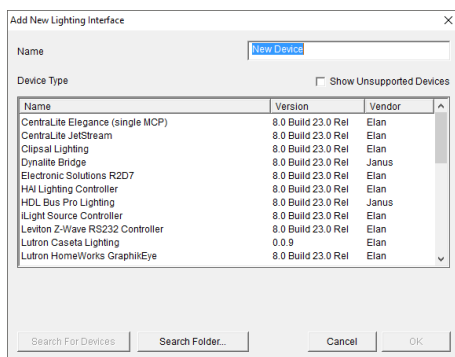 Add New Lighting Interface
Name New Device
Device Type Show Unsupported Devices
Name Version Vendor
CentraLite Elegance (single MCP) 8.0 Build 23.0 Rel Elan
CentraLite JetStream 8.0 Build 23.0 Rel Elan
Clipsal Lighting 8.0 Build 23.0 Rel Elan
Dynalite Bridge 8.0 Build 23.0 Rel Janus
Electronic Solutions R2D7 8.0 Build 23.0 Rel Elan
HAI Lighting Controller 8.0 Build 23.0 Rel Elan
HDL Bus Pro Lighting 8.0 Build 23.0 Rel Janus
iLight Source Controller 8.0 Build 23.0 Rel Elan
Leviton Z-Wave RS232 Controller 8.0 Build 23.0 Rel Elan
Lutron Caseta Lighting 0.0.9 Elan
Lutron HomeWorks GraphikEye 8.0 Build 23.0 Rel Elan
Search For Devices Search Folder... Cancel OK